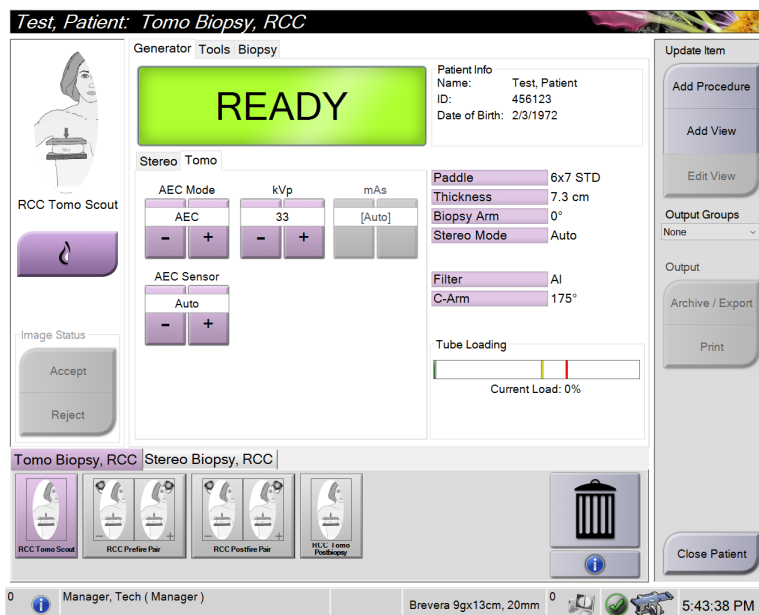 Test, Patient: Tomo Biopsy, RCC
Generator Tools Biopsy
READY
Patient Info
Name: Test, Patient
ID: 456123
Date of Birth: 2/3/1972
Update Item
Add Procedure
Add View
Edit View
Output Groups
None
Output
Archive / Export
Print
Close Patient
RCC Tomo Scout
Image Status
Accept
Reject
Stereo Tomo
AEC Mode
AEC
- +
kVp
33
- +
mAs
[Auto]
AEC Sensor
Auto
- +
Paddle 6x7 STD
Thickness 7.3 cm
Biopsy Arm 0°
Stereo Mode Auto
Filter Al
C-Arm 175°
Tube Loading
Current Load: 0%
Tomo Biopsy, RCC Stereo Biopsy, RCC
RCC Tomo Scout
- +
RCC Prefire Pair
- +
RCC Postfire Pair
RCC Tomo
Postbiopsy
0 Manager, Tech ( Manager ) Brevera 9gx13cm, 20mm 0 5:43:38 PM